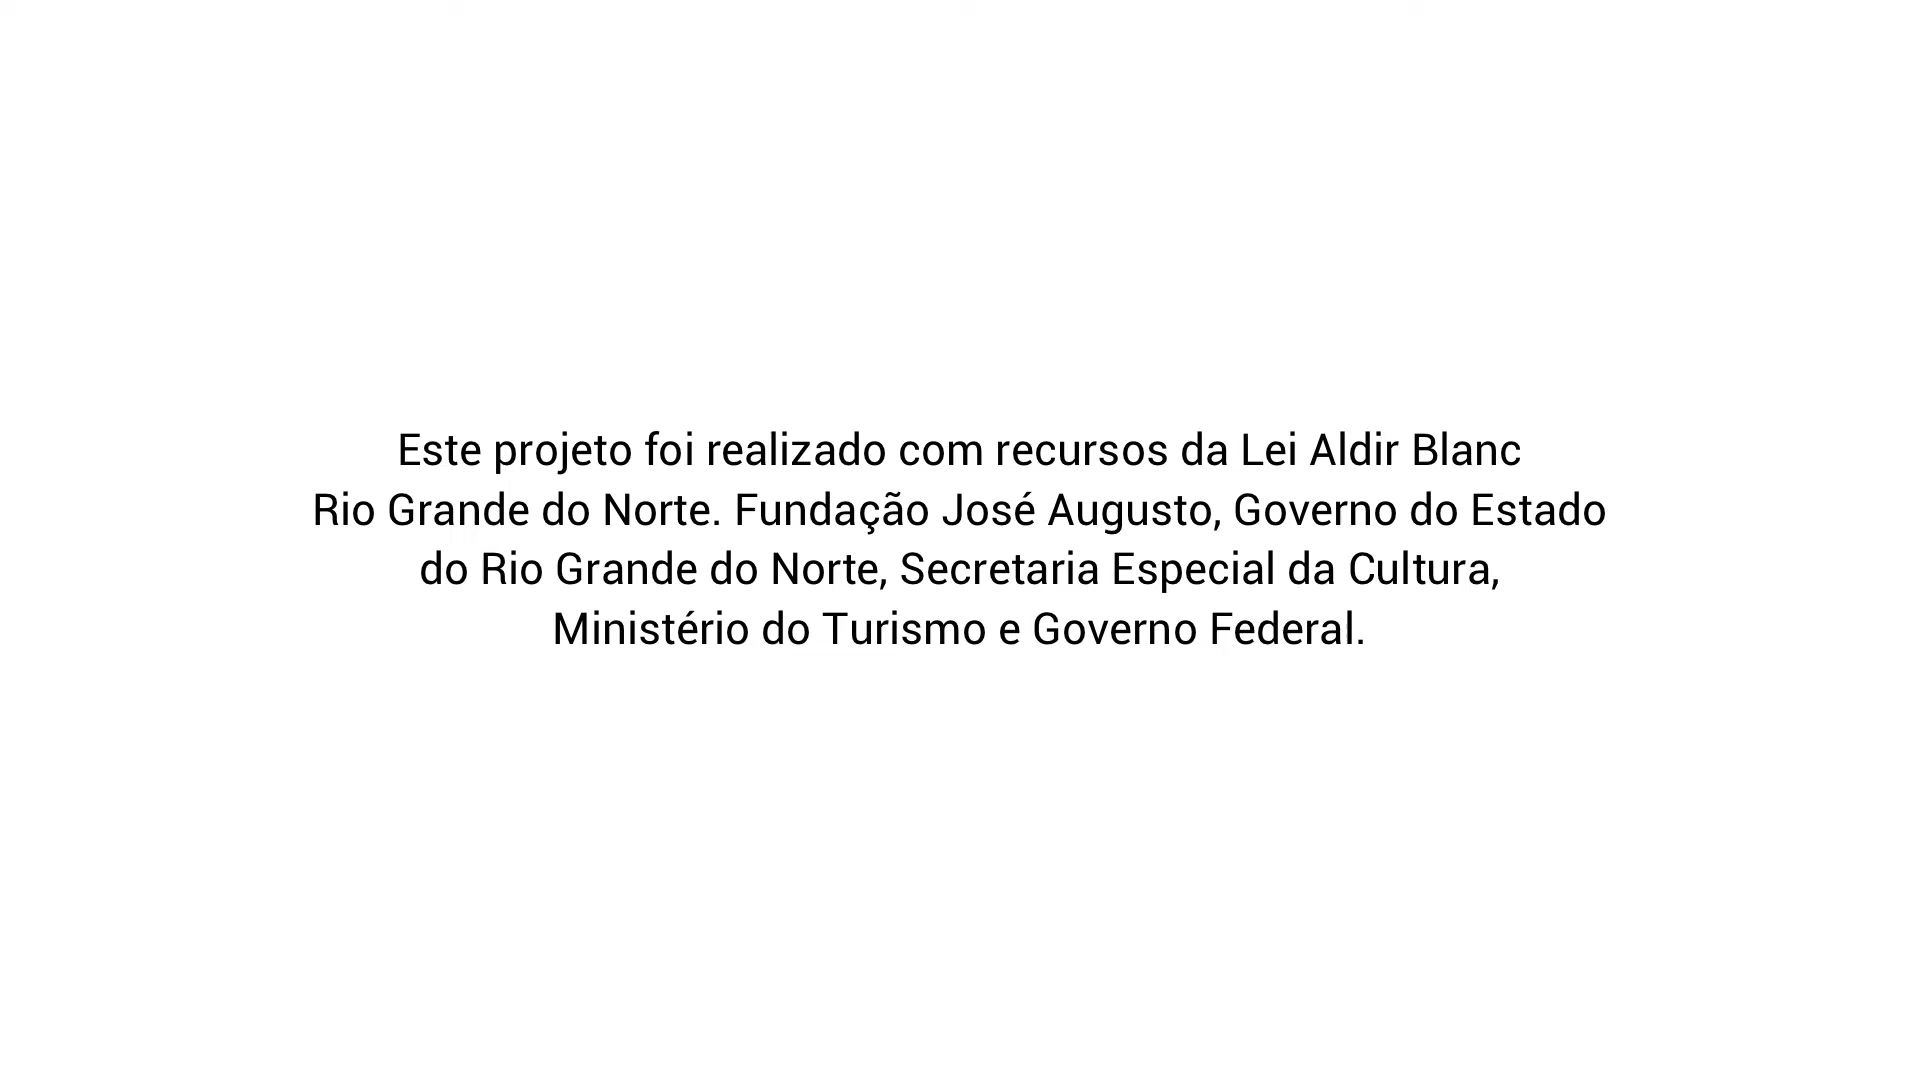 Este projeto foi realizado com recursos da Lei Aldir Blanc
Rio Grande do Norte. Fundação José Augusto, Governo do Estado
do Rio Grande do Norte, Secretaria Especial da Cultura,
Ministério do Turismo e Governo Federal.